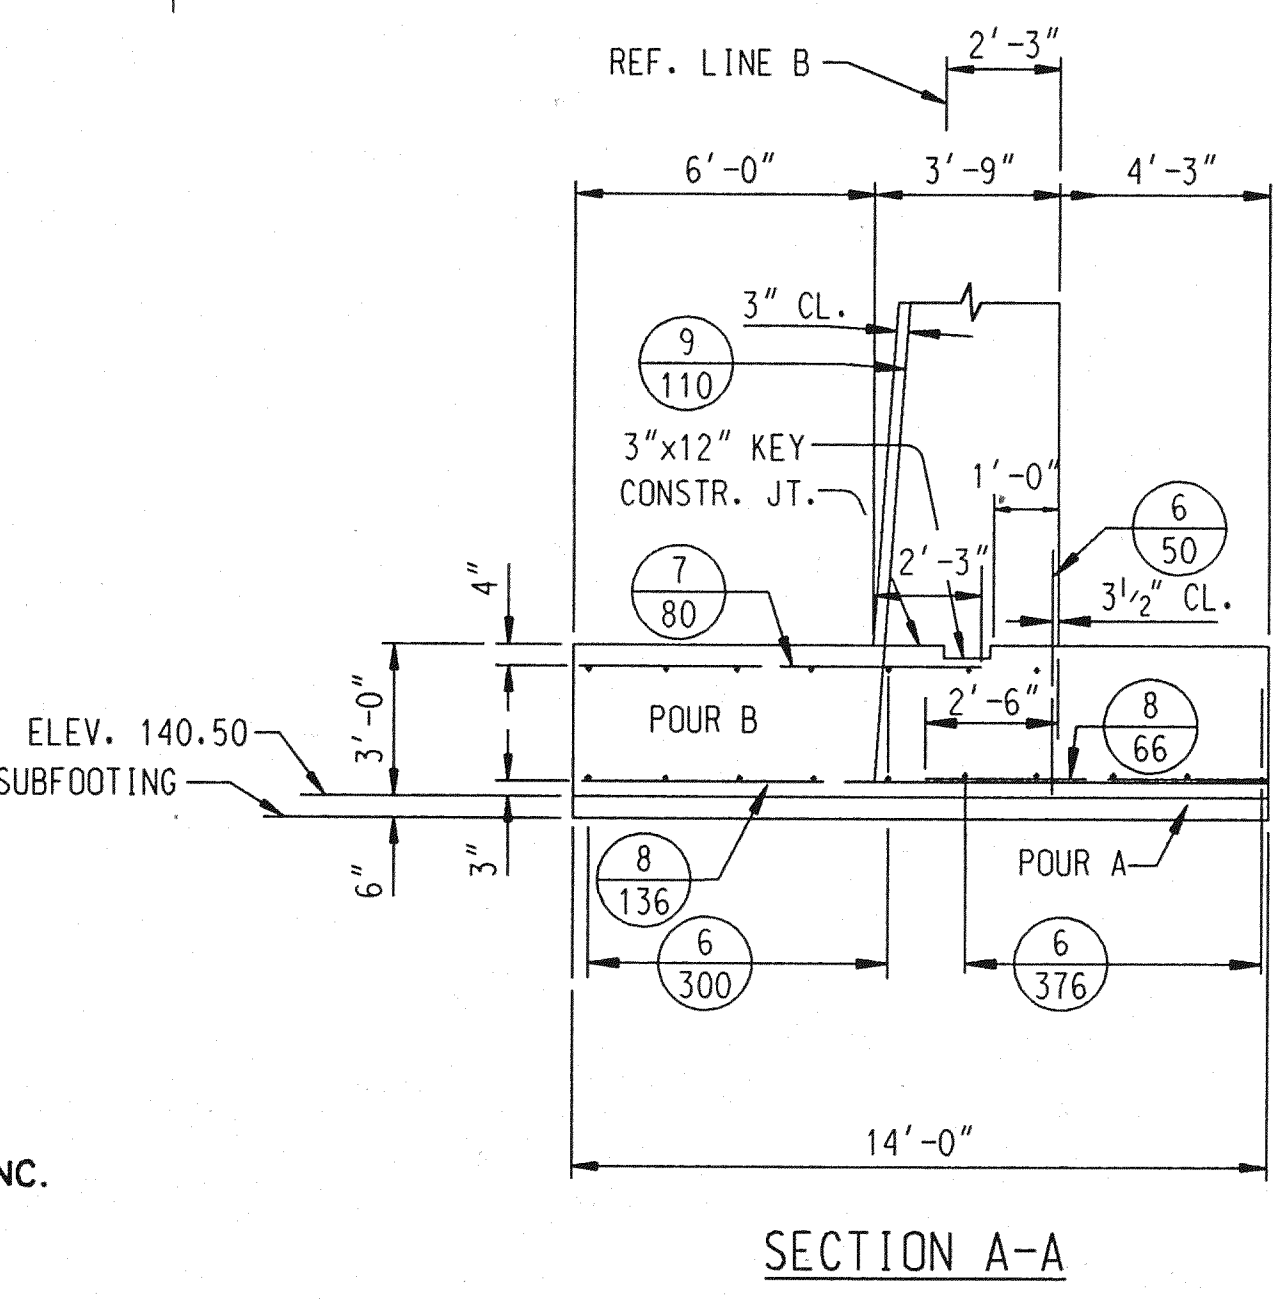 2'-3"
REF. LINE B
6'-0"
3'-9"
4'-3"
3" CL.
9
110
3"x12" KEY
1'-0"
CONSTR. JT.
6
50
2'-3"
4"
7
80
3½" CL.
3'-0"
2'-6"
8
66
POUR B
ELEV. 140.50
SUBFOOTING
6"
3"
8
136
POUR A
6
300
6
376
14'-0"
NC.
SECTION A-A